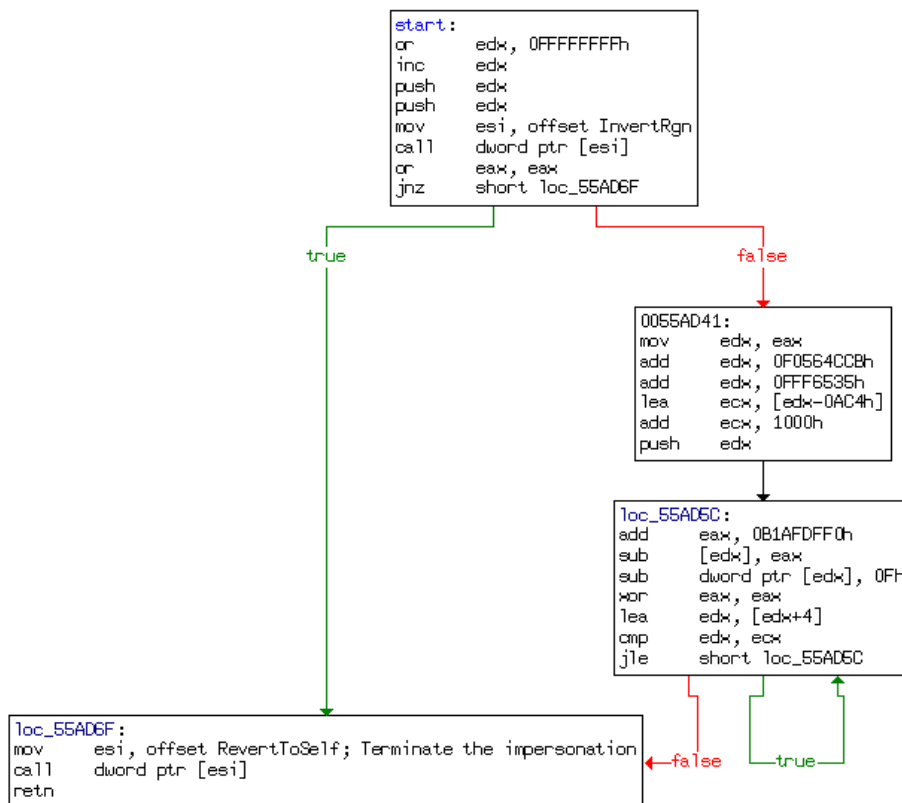 start:
or edx, 0FFFFFFFFh
inc edx
push edx
push edx
mov esi, offset InvertRgn
call dword ptr [esi]
or eax, eax
jnz short loc_55AD6F
true
false
0055AD41:
mov edx, eax
add edx, 0F0564CCBh
add edx, 0FFF6535h
lea ecx, [edx-0AC4h]
add ecx, 1000h
push edx
loc_55AD5C:
add eax, 0B1AFDFF0h
sub [edx], eax
sub dword ptr [edx], 0Fh
xor eax, eax
lea edx, [edx+4]
cmp edx, ecx
jle short loc_55AD5C
loc_55AD6F:
mov esi, offset RevertToSelf; Terminate the impersonation
call dword ptr [esi]
retn
false
true